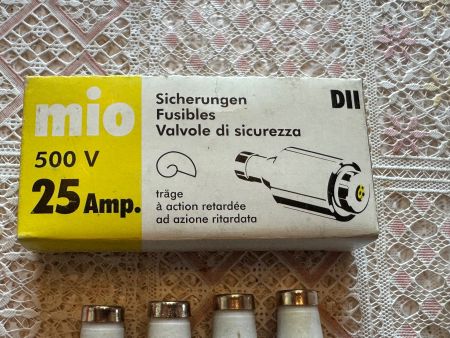 mio
500 V
25 Amp.
Sicherungen
Fusibles
Valvole di sicurezza
DII
träge
à action retardée
ad azione ritardata